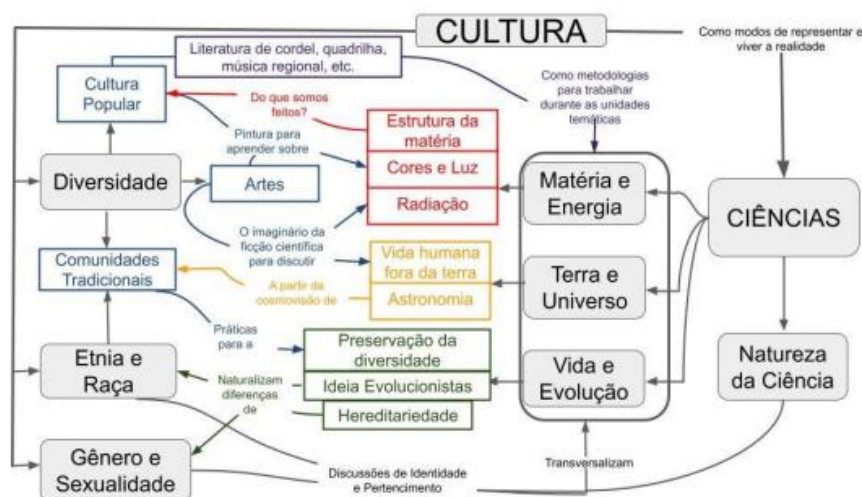 CULTURA
Como modos de representar e
viver a realidade
Literatura de cordel, quadrilha,
música regional, etc.
Cultura
Popular
Como metodologias
para trabalhar
durante as unidades
temáticas
Do que somos
feitos?
Estrutura da
matéria
Pintura para
aprender sobre
Cores e Luz
Diversidade
Artes
Radiação
Matéria e
Energia
CIÊNCIAS
O imaginário da
ficção científica
para discutir
Comunidades
Tradicionais
Vida humana
fora da terra
A partir da
cosmovisão de
Astronomia
Terra e
Universo
Práticas
para a
Preservação da
diversidade
Etnia e
Raça
Naturalizam
diferenças
de
Ideia Evolucionistas
Hereditariedade
Vida e
Evolução
Natureza
da Ciência
Gênero e
Sexualidade
Discussões de Identidade
e Pertencimento
Transversalizam